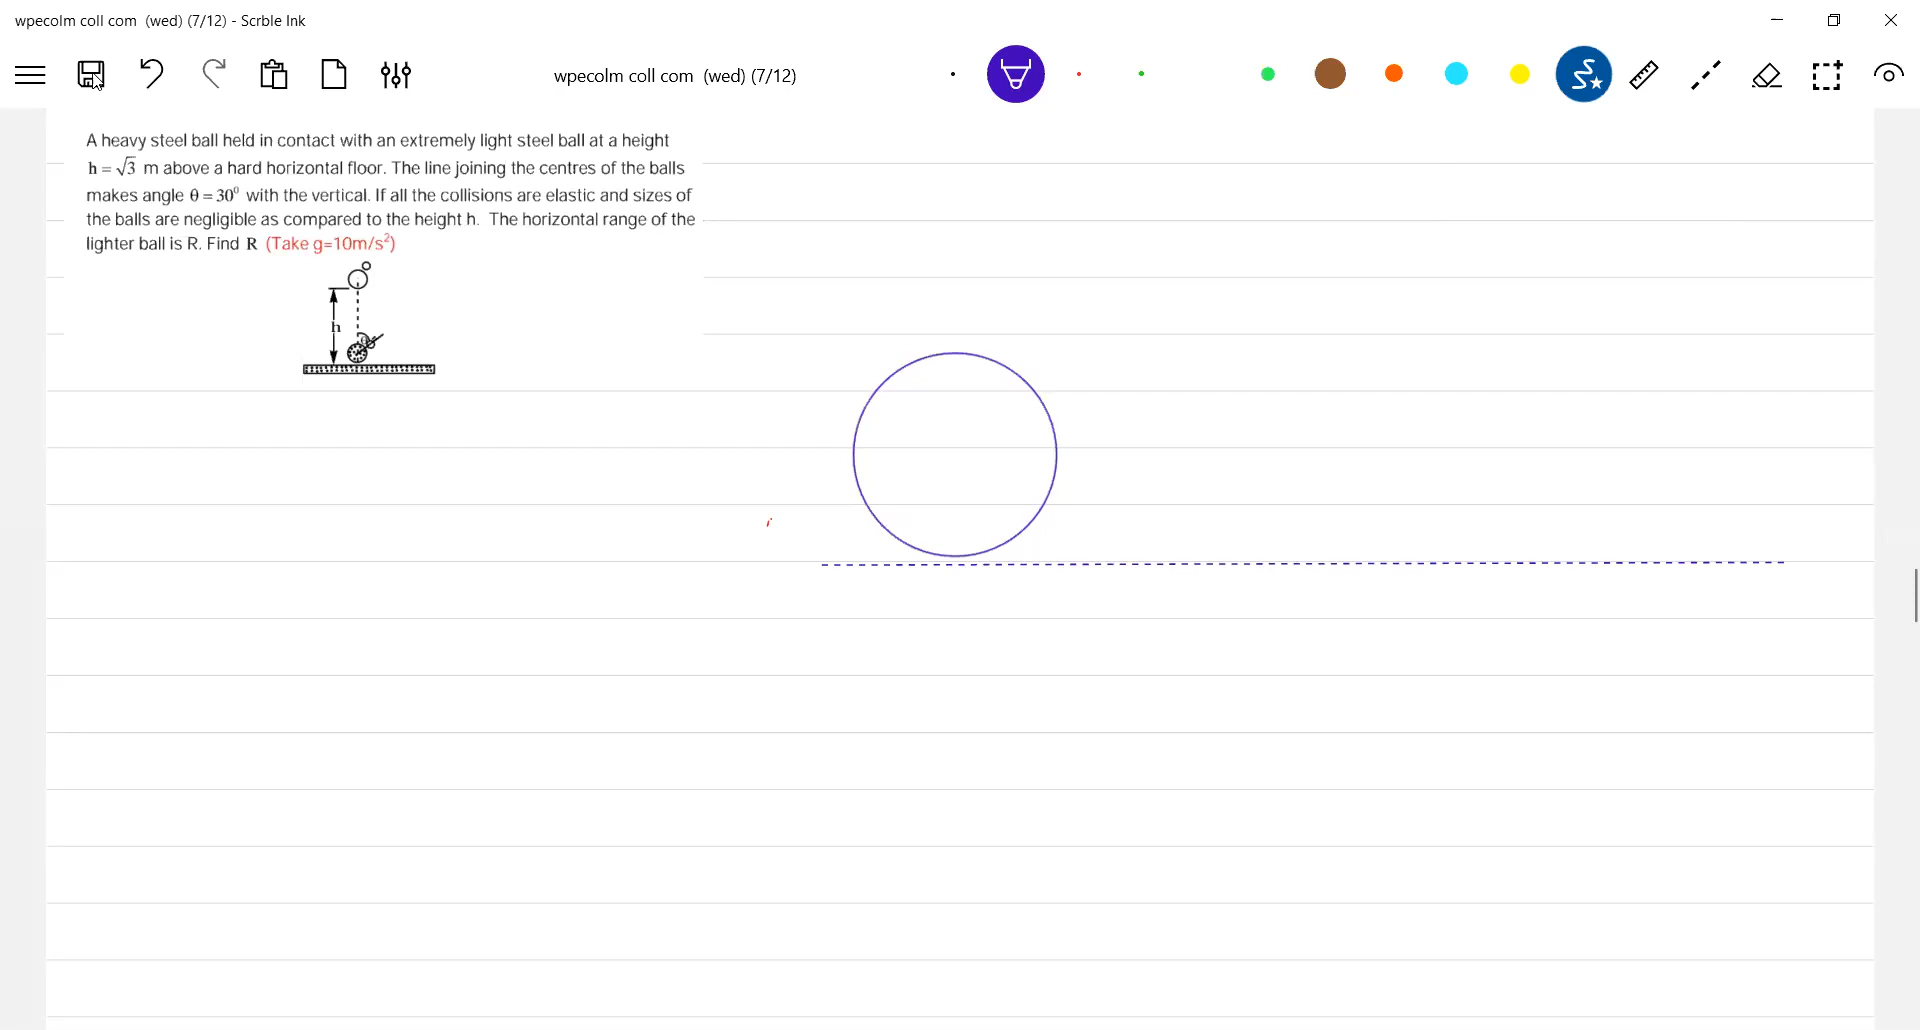 wpecolm coll com (wed) (7/12) - Scrble Ink
wpecolm coll com (wed) (7/12)
A heavy steel ball held in contact with an extremely light steel ball at a height
h = √3 m above a hard horizontal floor. The line joining the centres of the balls
makes angle θ = 30⁰ with the vertical. If all the collisions are elastic and sizes of
the balls are negligible as compared to the height h. The horizontal range of the
lighter ball is R. Find R (Take g=10m/s²)
h